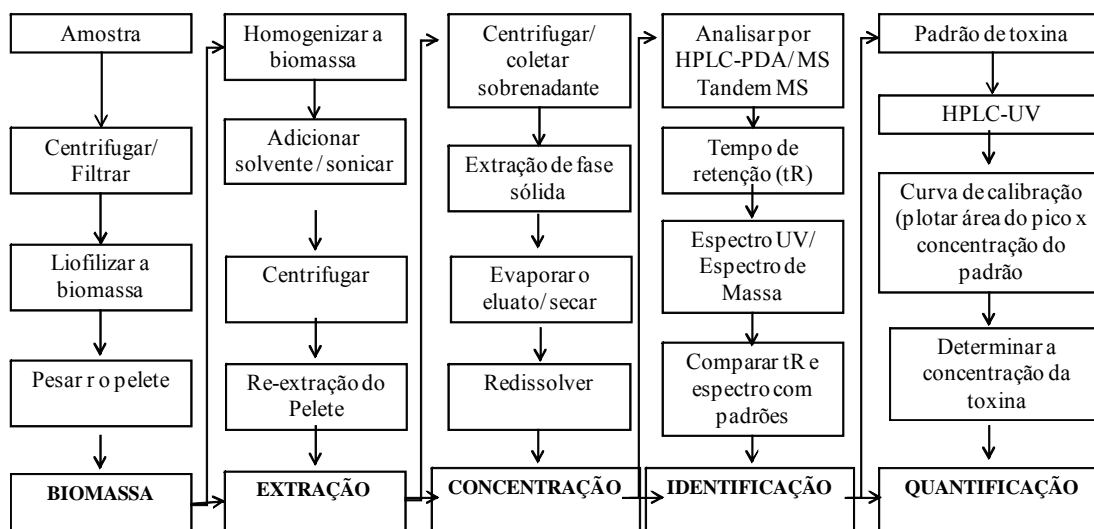 Amostra
Centrifugar/
Filtrar
Liofilizar a
biomassa
Pesar r o pelete
BIOMASSA
Homogenizar a
biomassa
Adicionar
solvente / sonicar
Centrifugar
Re-extração do
Pelete
EXTRAÇÃO
Centrifugar/
coletar
sobrenadante
Extração de fase
sólida
Evaporar o
eluato/ secar
Redissolver
CONCENTRAÇÃO
Analisar por
HPLC-PDA/ MS
Tandem MS
Tempo de
retenção (tR)
Espectro UV/
Espectro de
Massa
Comparar tR e
espectro com
padrões
IDENTIFICAÇÃO
Padrão de toxina
HPLC-UV
Curva de calibração
(plotar área do pico x
concentração do
padrão
Determinar a
concentração da
toxina
QUANTIFICAÇÃO